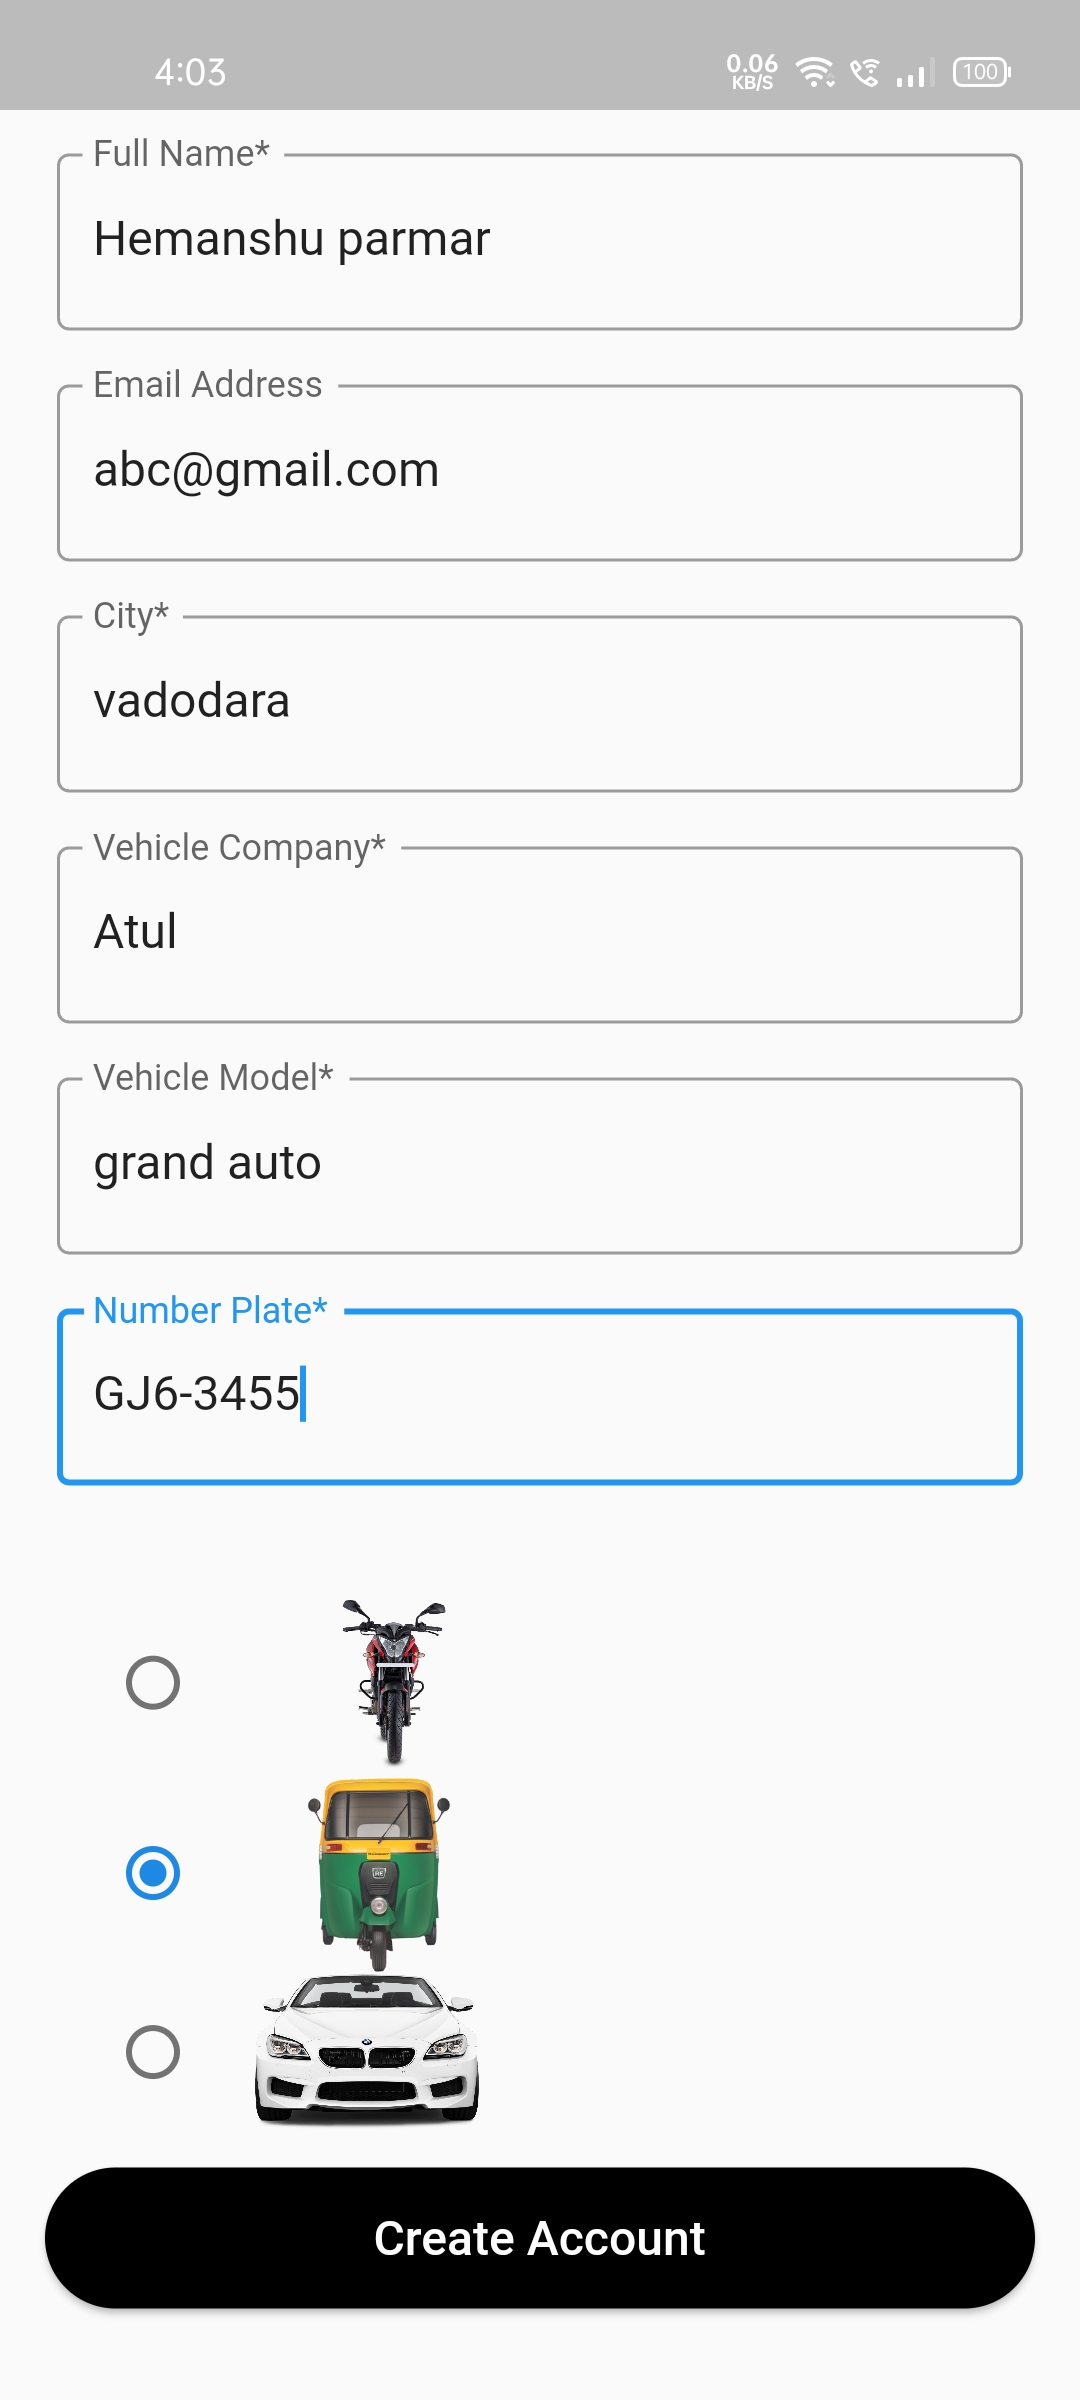 4:03
0.06
KB/S
100
Full Name*
Hemanshu parmar
Email Address
abc@gmail.com
City*
vadodara
Vehicle Company*
Atul
Vehicle Model*
grand auto
Number Plate*
GJ6-3455
RE
Create Account